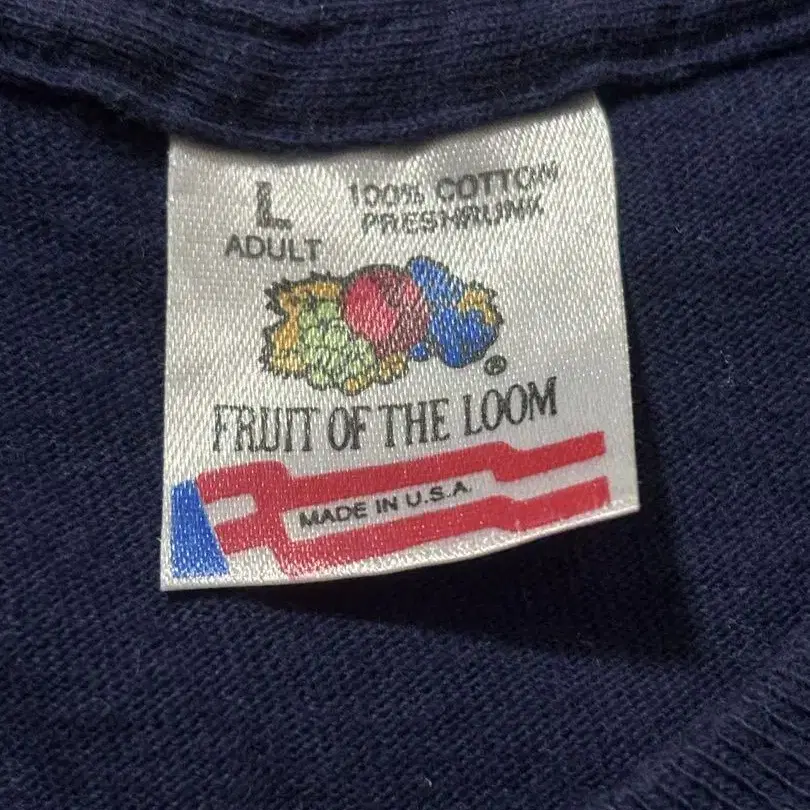 L
ADULT
100% COTTON
PRESHRUNK
®
FRUIT OF THE LOOM
MADE IN U.S.A.